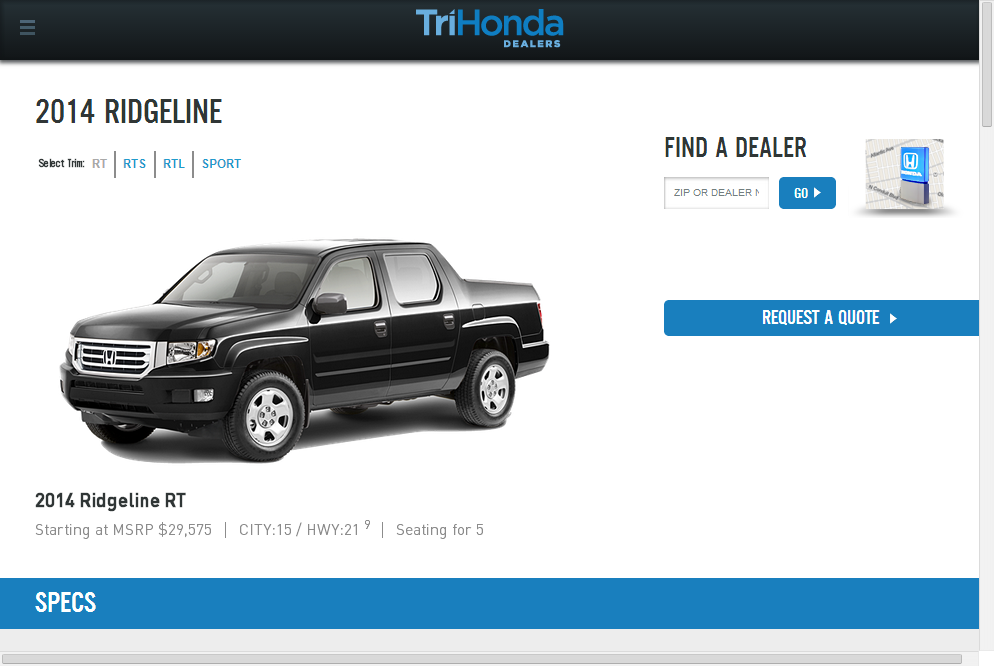 TriHonda
DEALERS
2014 RIDGELINE
Select Trim: RT RTS RTL SPORT
FIND A DEALER
ZIP OR DEALER
GO
HONDA
REQUEST A QUOTE
2014 Ridgeline RT
Starting at MSRP $29,575 | CITY:15 / HWY:21 9 | Seating for 5
SPECS